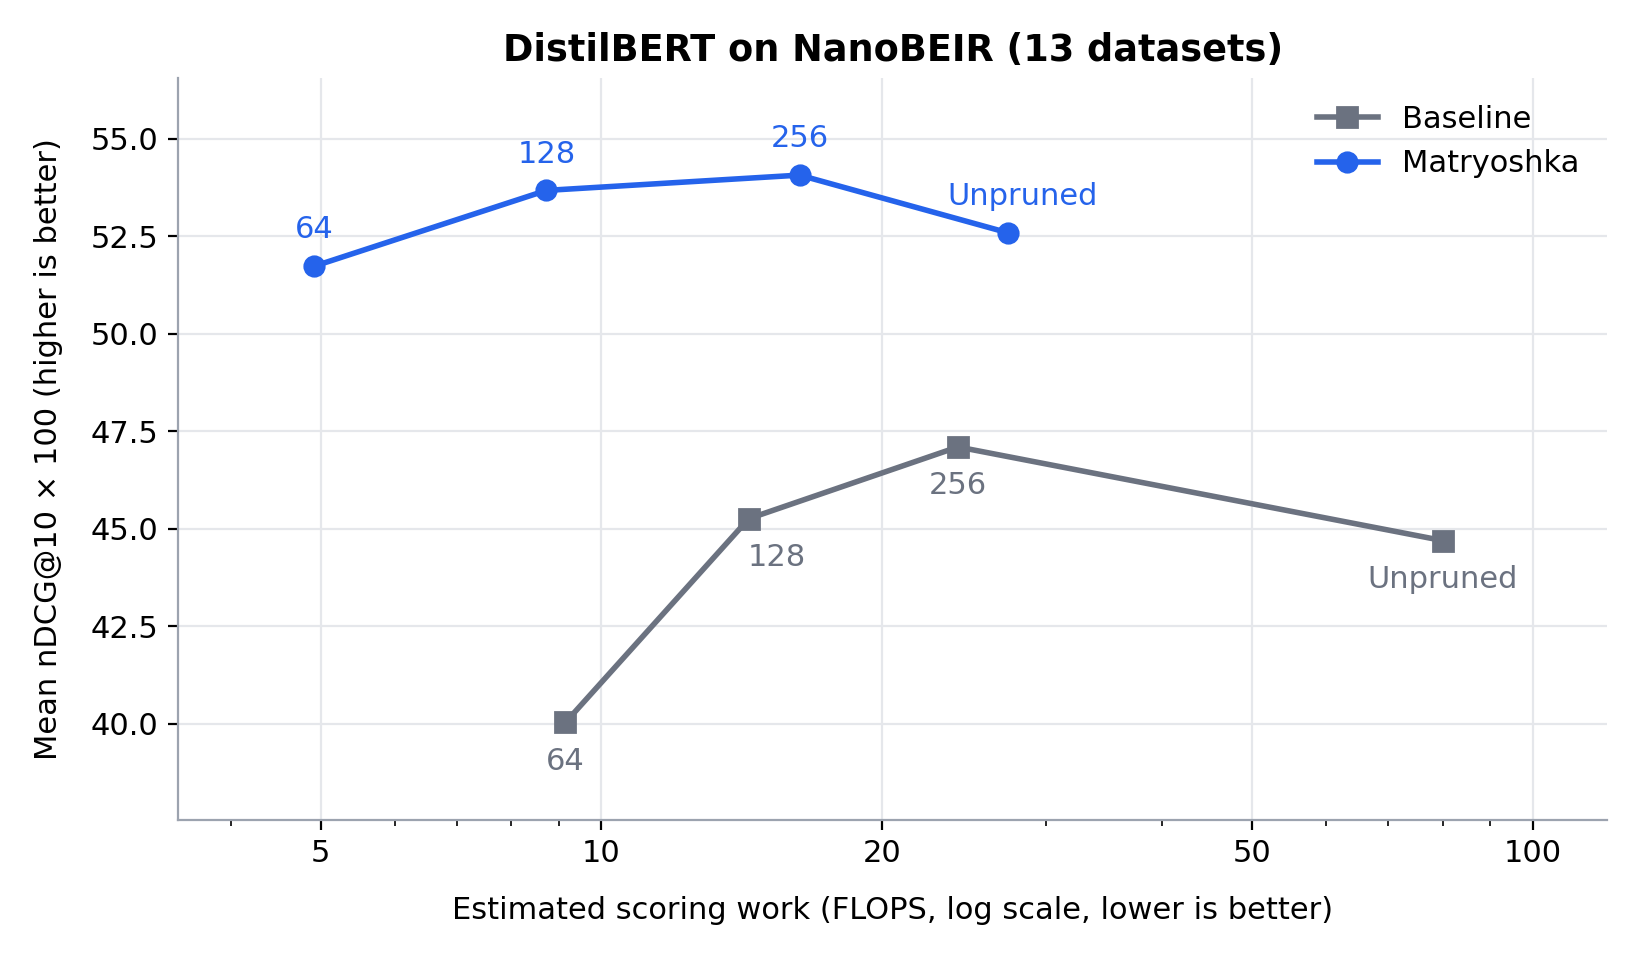 DistilBERT on NanoBEIR (13 datasets)
Mean nDCG@10 × 100 (higher is better)
55.0
52.5
50.0
47.5
45.0
42.5
40.0
Baseline
Matryoshka
64
128
256
Unpruned
64
128
256
Unpruned
5
10
20
50
100
Estimated scoring work (FLOPS, log scale, lower is better)